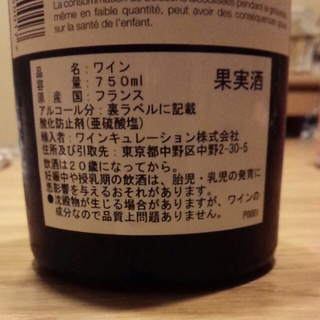 La consommation de boissons alcoolisées pendant la grossesse,
même en faible quantité, peut avoir des conséquences
sur la santé de l'enfant.
品 名：ワイン
容 量：750ml
原 産 国：フランス
果実酒
アルコール分：裏ラベルに記載
酸化防止剤(亜硫酸塩)
輸入者：ワインキュレーション株式会社
住所及び引取先：東京都中野区中野2-30-5
飲酒は20歳になってから。
妊娠中や授乳期の飲酒は、胎児・乳児の発育に
悪影響を与えるおそれがあります。
●沈殿物が生じる場合がありますが、ワインの
成分なので品質上問題ありません。